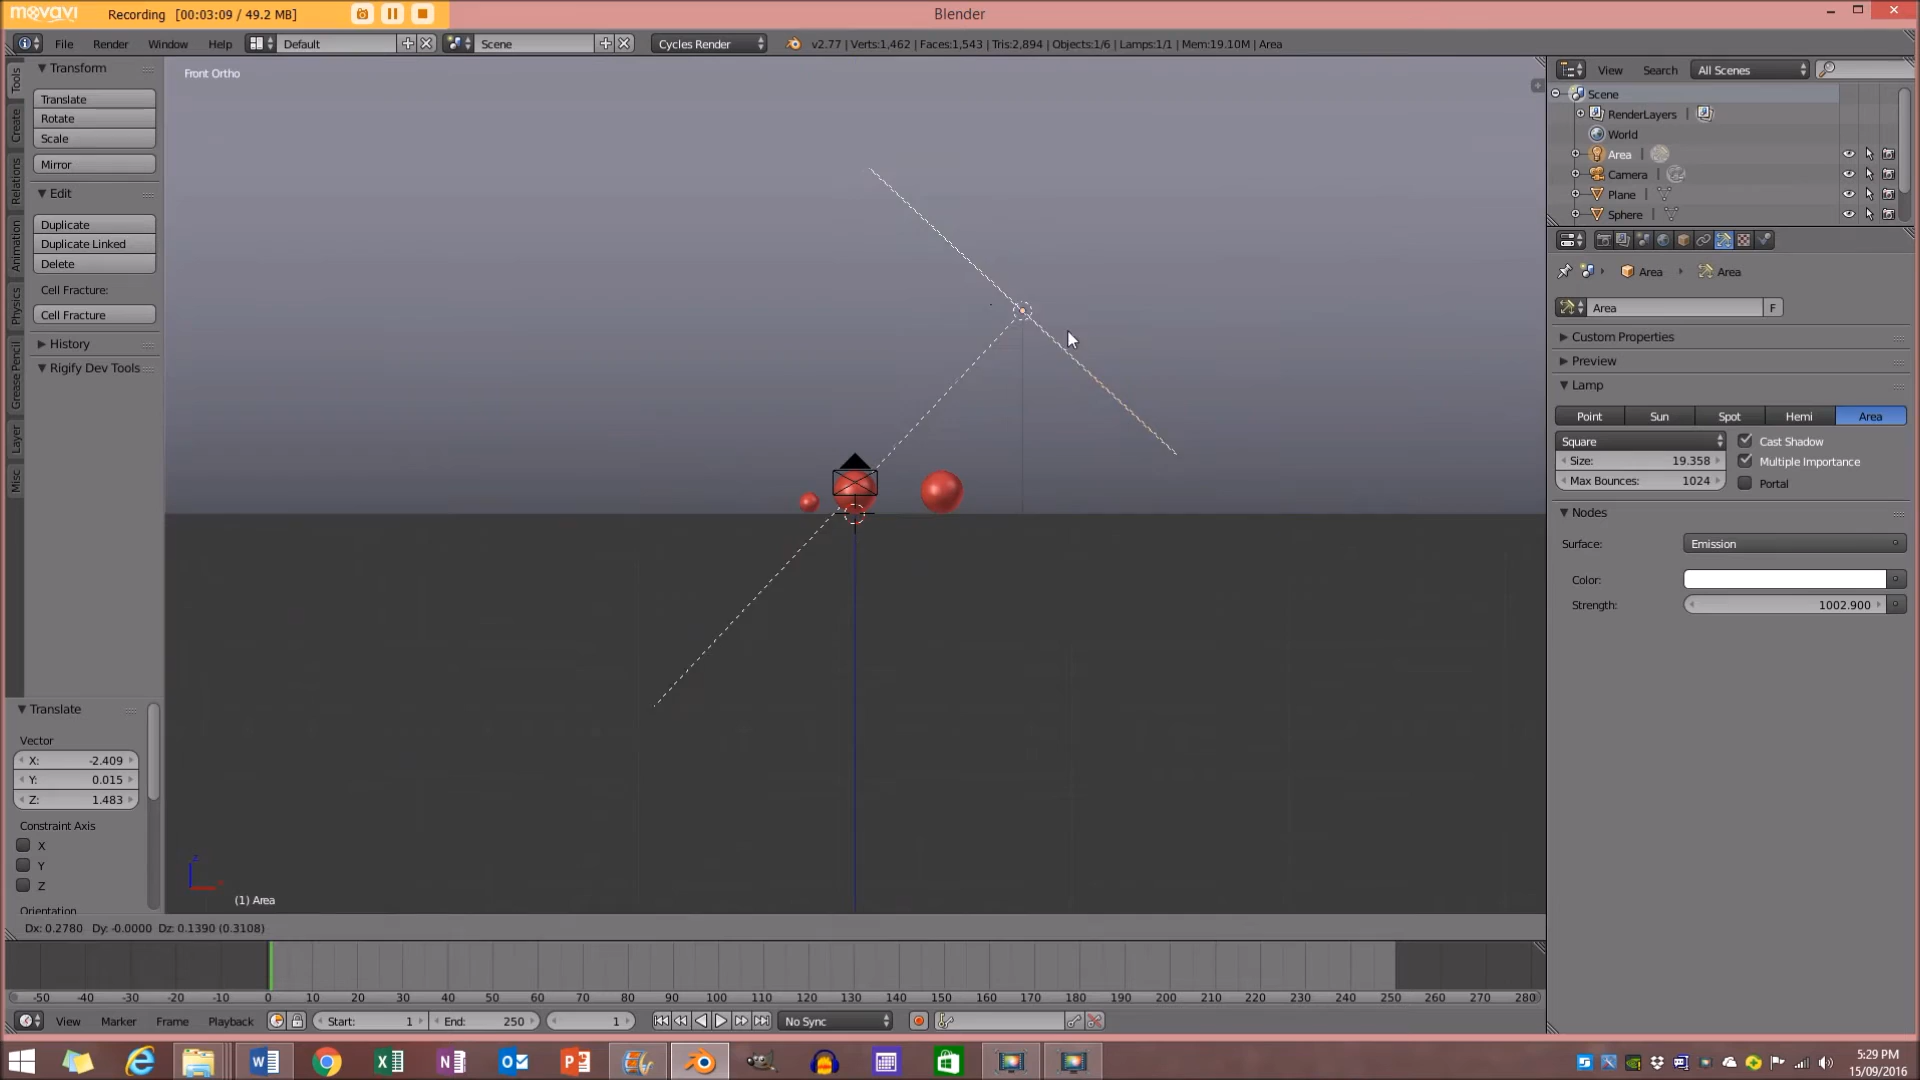 movavi
Recording [00:03:09 / 49.2 MB]
Blender
File Render Window Help Default Scene Cycles Render v2.77 | Verts:1,462 | Faces:1,543 | Tris:2,894 | Objects:1/6 | Lamps:1/1 | Mem:19.10M | Area
Tools
Create
Relations
Animation
Physics
Grease Pencil
Layer
Misc
Transform
Translate
Rotate
Scale
Mirror
Edit
Duplicate
Duplicate Linked
Delete
Cell Fracture:
Cell Fracture
History
Rigify Dev Tools
Translate
Vector
X: -2.409
Y: 0.015
Z: 1.483
Constraint Axis
X
Y
Z
Orientation
Front Ortho
z
(1) Area
Dx: 0.2780 Dy: -0.0000 Dz: 0.1390 (0.3108)
View Search All Scenes
Scene
RenderLayers
World
Area
Camera
Plane
Sphere
Area Area
Area F
Custom Properties
Preview
Lamp
Point Sun Spot Hemi Area
Square Cast Shadow
Size: 19.358 Multiple Importance
Max Bounces: 1024 Portal
Nodes
Surface: Emission
Color:
Strength: 1002.900
-50 -40 -30 -20 -10 0 10 20 30 40 50 60 70 80 90 100 110 120 130 140 150 160 170 180 190 200 210 220 230 240 250 260 270 280
View Marker Frame Playback Start: 1 End: 250 1 No Sync
5:29 PM
15/09/2016